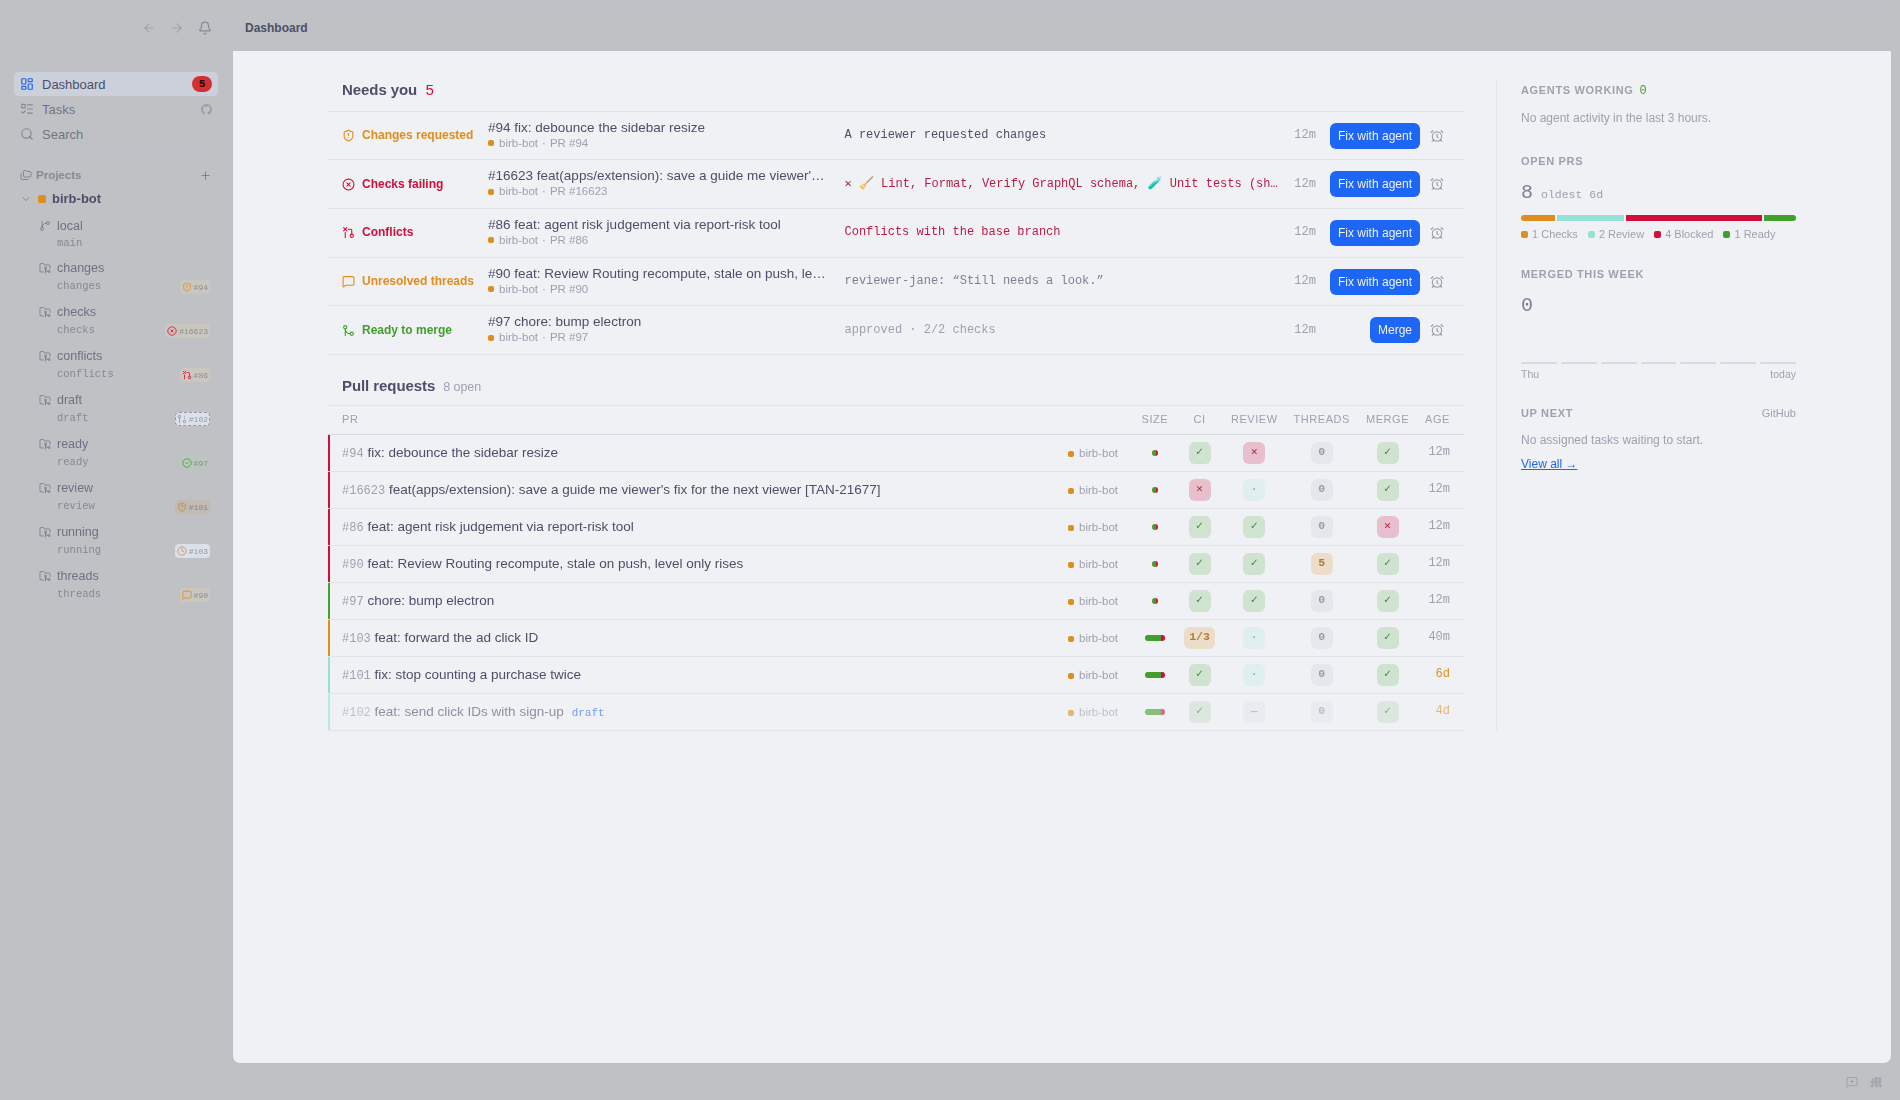 Dashboard
Dashboard 5
Tasks
Search
Projects
birb-bot
local
main
changes
changes #94
checks
checks #16623
conflicts
conflicts #86
draft
draft #102
ready
ready #97
review
review #101
running
running #103
threads
threads #90
Needs you 5
Changes requested #94 fix: debounce the sidebar resize A reviewer requested changes 12m Fix with agent
birb-bot · PR #94
Checks failing #16623 feat(apps/extension): save a guide me viewer'… ✕ 🧹 Lint, Format, Verify GraphQL schema, 🧪 Unit tests (sh… 12m Fix with agent
birb-bot · PR #16623
Conflicts #86 feat: agent risk judgement via report-risk tool Conflicts with the base branch 12m Fix with agent
birb-bot · PR #86
Unresolved threads #90 feat: Review Routing recompute, stale on push, le… reviewer-jane: “Still needs a look.” 12m Fix with agent
birb-bot · PR #90
Ready to merge #97 chore: bump electron approved · 2/2 checks 12m Merge
birb-bot · PR #97
Pull requests 8 open
PR SIZE CI REVIEW THREADS MERGE AGE
#94 fix: debounce the sidebar resize birb-bot ✓ ✕ 0 ✓ 12m
#16623 feat(apps/extension): save a guide me viewer's fix for the next viewer [TAN-21677] birb-bot ✕ · 0 ✓ 12m
#86 feat: agent risk judgement via report-risk tool birb-bot ✓ ✓ 0 ✕ 12m
#90 feat: Review Routing recompute, stale on push, level only rises birb-bot ✓ ✓ 5 ✓ 12m
#97 chore: bump electron birb-bot ✓ ✓ 0 ✓ 12m
#103 feat: forward the ad click ID birb-bot 1/3 · 0 ✓ 40m
#101 fix: stop counting a purchase twice birb-bot ✓ · 0 ✓ 6d
#102 feat: send click IDs with sign-up draft birb-bot ✓ – 0 ✓ 4d
AGENTS WORKING 0
No agent activity in the last 3 hours.
OPEN PRS
8 oldest 6d
1 Checks 2 Review 4 Blocked 1 Ready
MERGED THIS WEEK
0
Thu today
UP NEXT GitHub
No assigned tasks waiting to start.
View all →